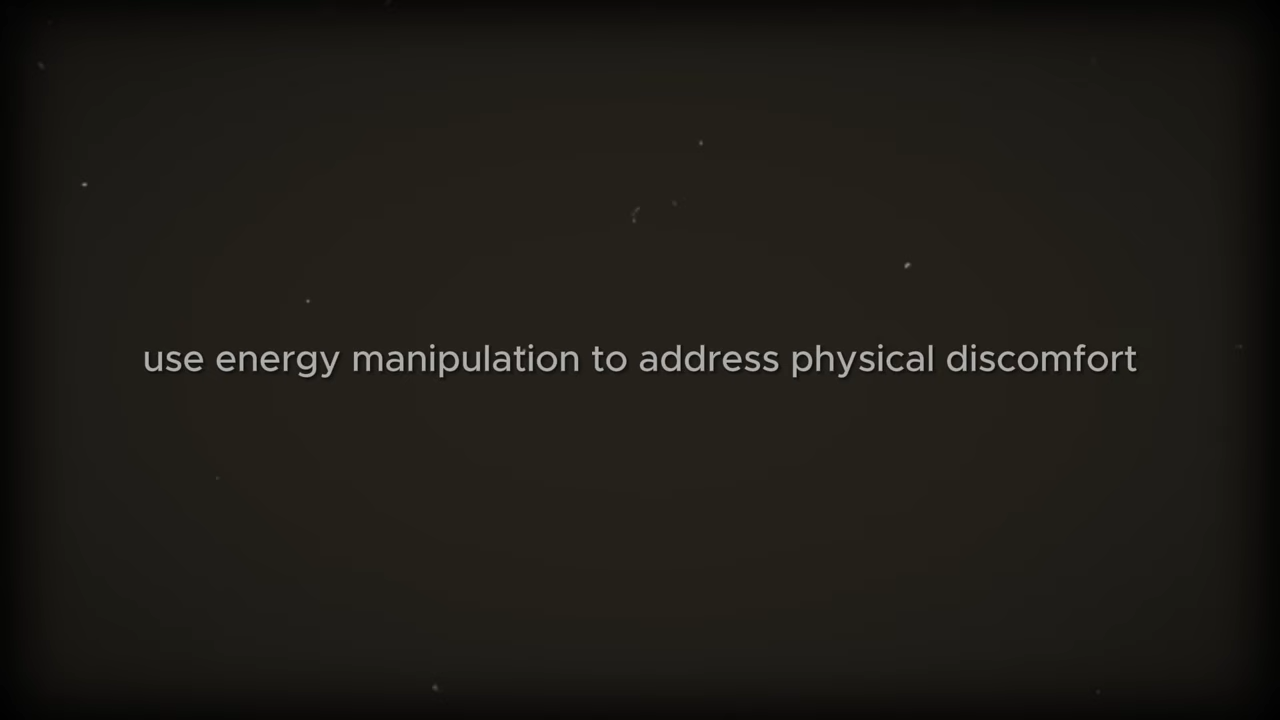 use energy manipulation to address physical discomfort